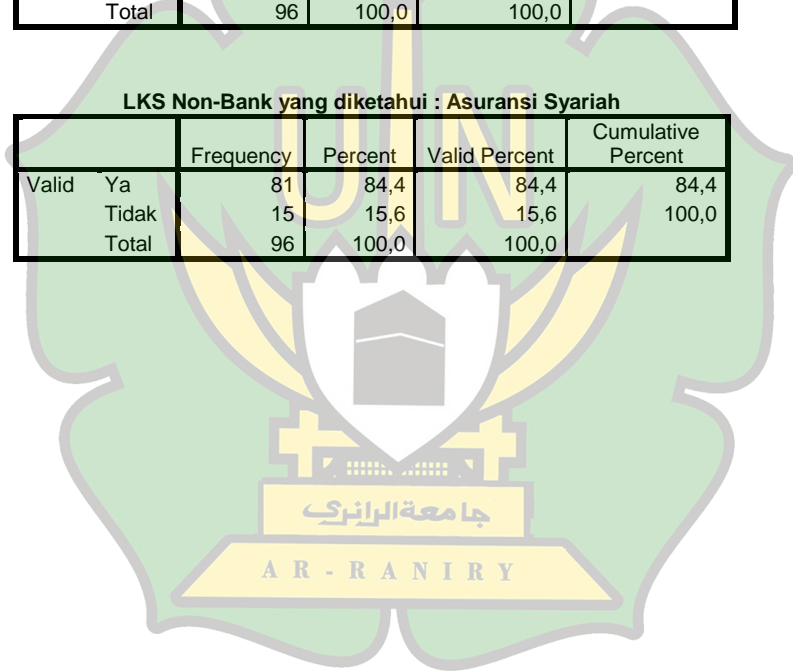 Total 96 100,0 100,0
LKS Non-Bank yang diketahui : Asuransi Syariah
Frequency Percent Valid Percent Cumulative Percent
Valid Ya 81 84,4 84,4 84,4
Tidak 15 15,6 15,6 100,0
Total 96 100,0 100,0
UIN
جامعة الرانري
AR-RANIRY